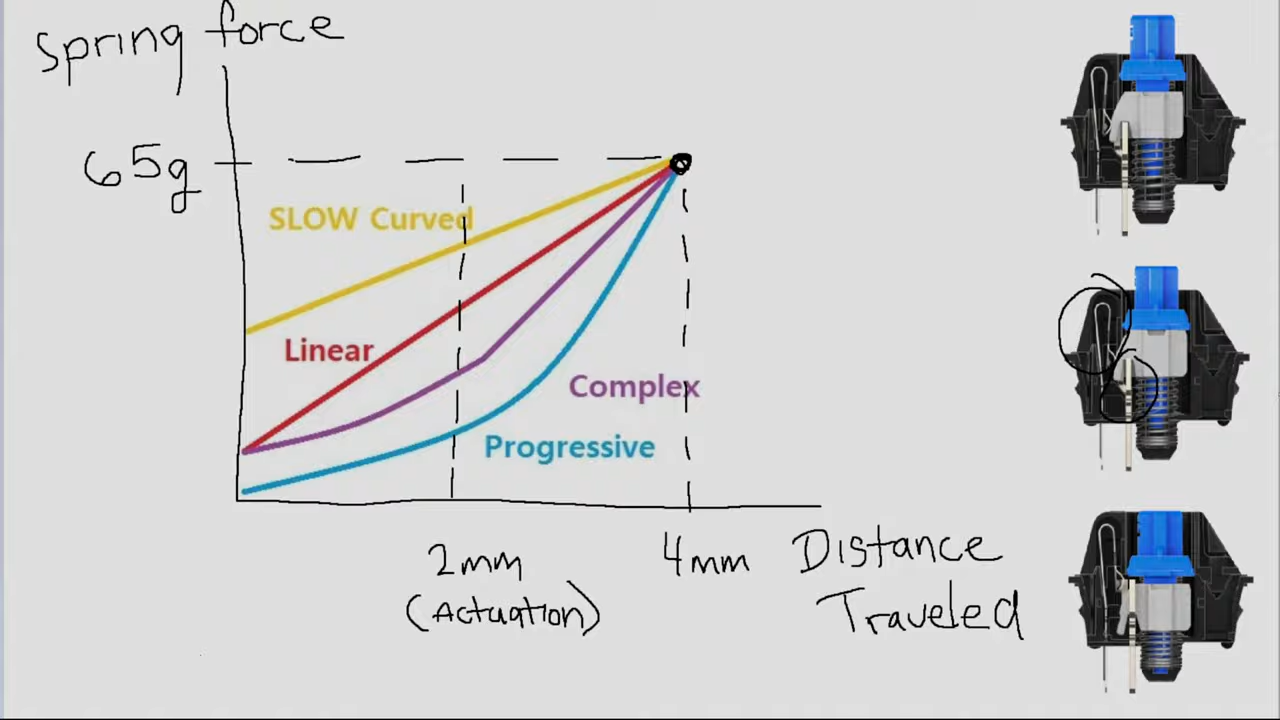 Spring force
65g
SLOW Curved
Linear
Complex
Progressive
2mm
4mm
Distance
(Actuation)
Traveled